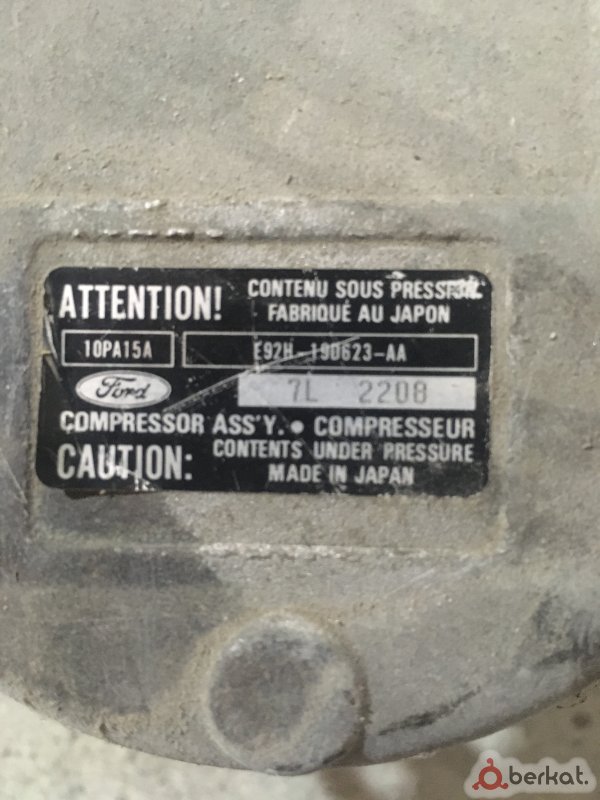 ATTENTION! CONTENU SOUS PRESSION
FABRIQUÉ AU JAPON
10PA15A E92H-19D623-AA
Ford 7L 2208
COMPRESSOR ASS'Y. • COMPRESSEUR
CAUTION: CONTENTS UNDER PRESSURE
MADE IN JAPAN
berkat.